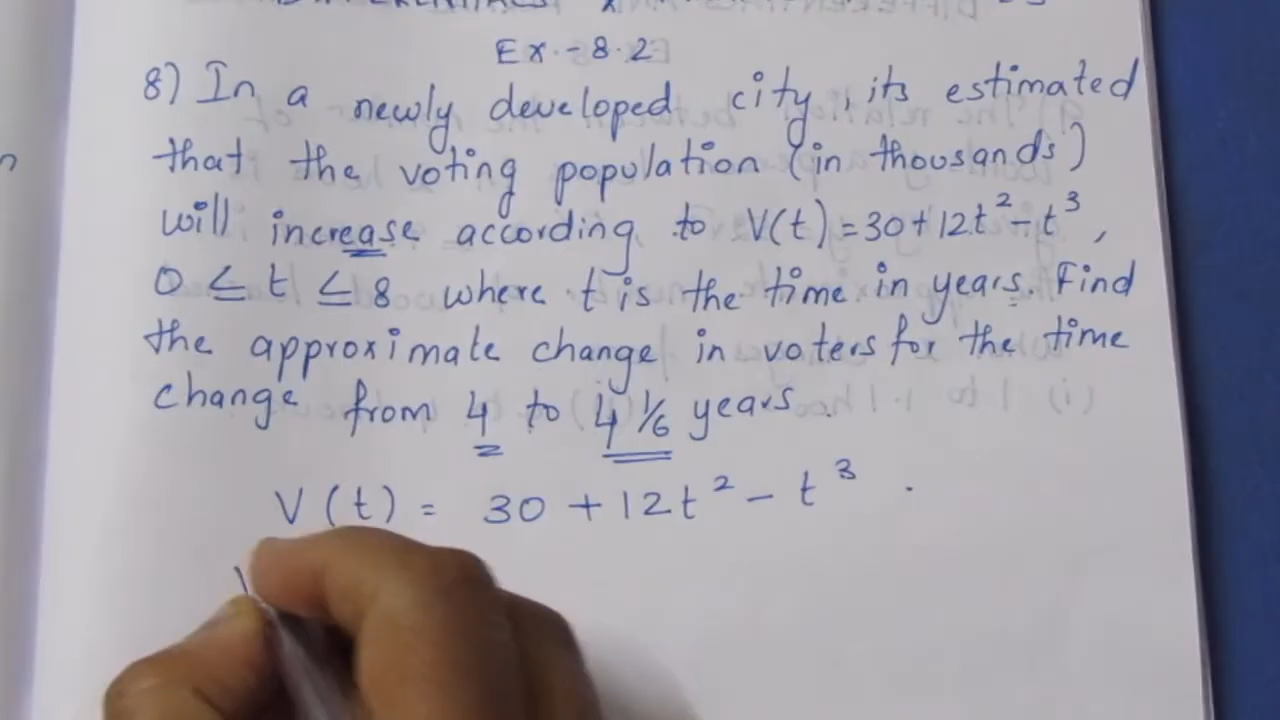 Ex.-8.2
8) In a newly developed city, its estimated
that the voting population (in thousands)
will increase according to V(t)=30+12t²-t³,
0 ≤ t ≤ 8 where t is the time in years. Find
the approximate change in voters for the time
change from 4 to 4 1/6 years.
V(t) = 30 + 12t² - t³.